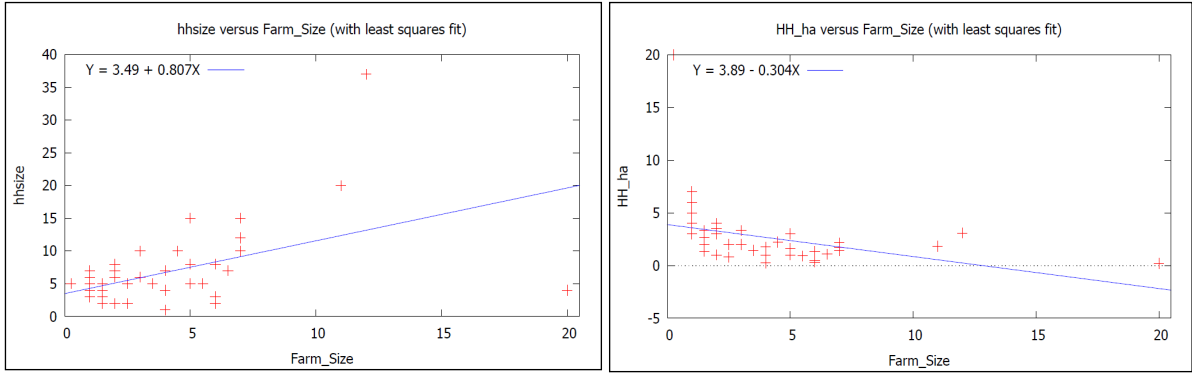 hhsize versus Farm_Size (with least squares fit)
40
35
30
25
20
15
10
5
0
hhsize
Y = 3.49 + 0.807X
0 5 10 15 20
Farm_Size
HH_ha versus Farm_Size (with least squares fit)
20
15
10
5
0
-5
HH_ha
Y = 3.89 - 0.304X
0 5 10 15 20
Farm_Size